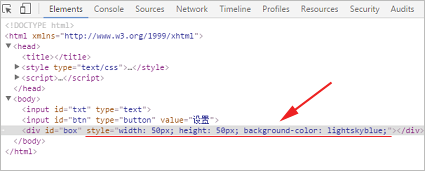 Elements Console Sources Network Timeline Profiles Resources Security Audits
<!DOCTYPE html>
<html xmlns="http://www.w3.org/1999/xhtml">
<head>
<title></title>
<style type="text/css">…</style>
<script>…</script>
</head>
<body>
<input id="txt" type="text">
<input id="btn" type="button" value="设置">
<div id="box" style="width: 50px; height: 50px; background-color: lightskyblue;"></div>
</body>
</html>